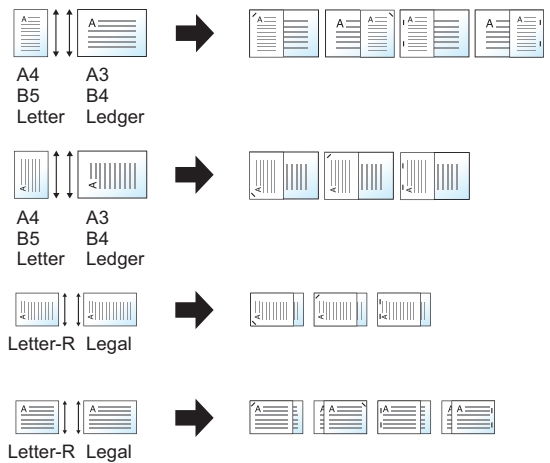 A A A A A A
A4 A3
B5 B4
Letter Ledger
A A A A A
A4 A3
B5 B4
Letter Ledger
A A A A A
Letter-R Legal
A A A A A A A A
Letter-R Legal